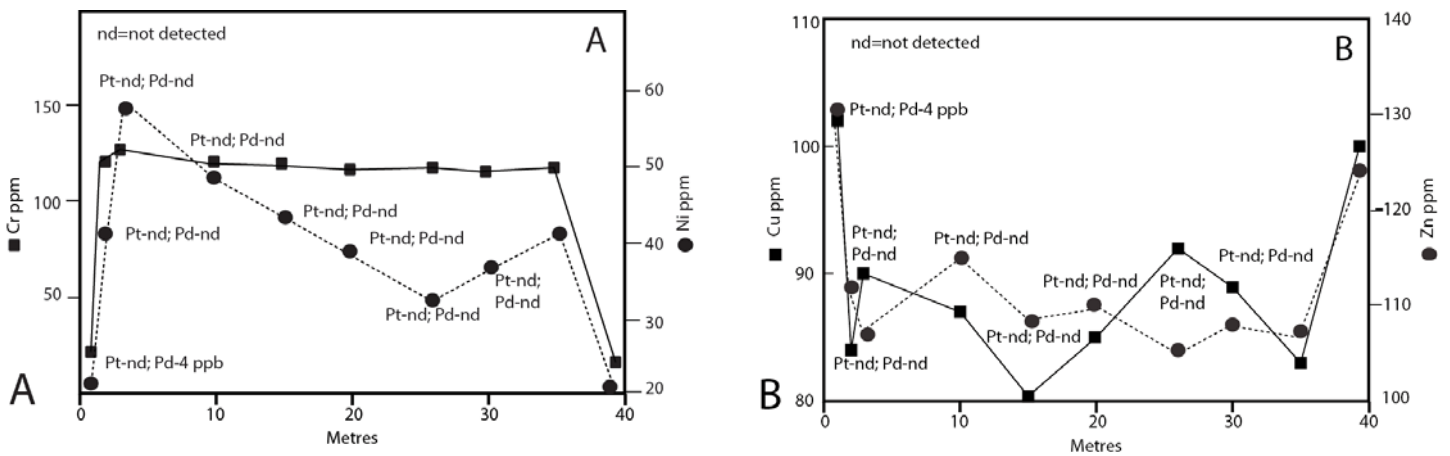 nd=not detected
A
Pt-nd; Pd-nd
Pt-nd; Pd-nd
Pt-nd; Pd-nd
Pt-nd; Pd-nd
Pt-nd; Pd-nd
Pt-nd;
Pd-nd
Pt-nd; Pd-nd
Pt-nd; Pd-4 ppb
150
100
50
Cr ppm
60
50
40
30
20
Ni ppm
A
0
10
20
30
40
Metres
nd=not detected
B
Pt-nd; Pd-4 ppb
Pt-nd;
Pd-nd
Pt-nd; Pd-nd
Pt-nd; Pd-nd
Pt-nd; Pd-nd
Pt-nd;
Pd-nd
Pt-nd; Pd-nd
Pt-nd; Pd-nd
110
100
90
80
Cu ppm
140
130
120
110
100
Zn ppm
B
0
10
20
30
40
Metres